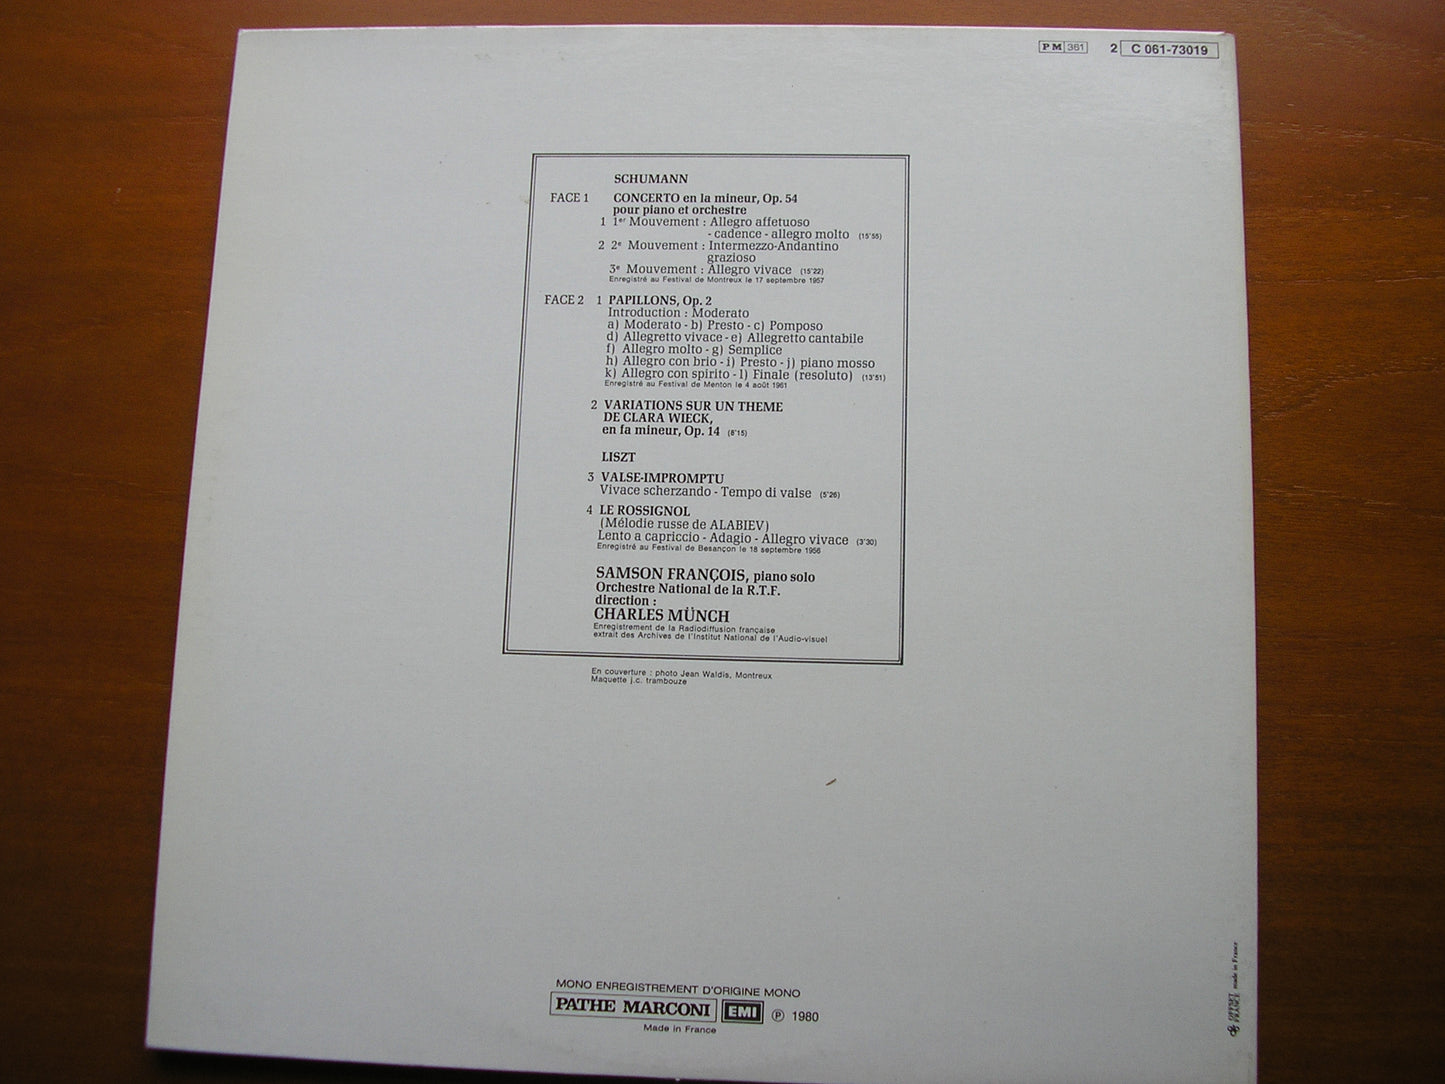 PM 361 2 C 061-73019
SCHUMANN
FACE 1 CONCERTO en la mineur, Op. 54
pour piano et orchestre
1 1er Mouvement : Allegro affetuoso
- cadence - allegro molto (15'55)
2 2e Mouvement : Intermezzo-Andantino
grazioso
3e Mouvement : Allegro vivace (15'22)
Enregistré au Festival de Montreux le 17 septembre 1957
FACE 2 1 PAPILLONS, Op. 2
Introduction : Moderato
a) Moderato - b) Presto - c) Pomposo
d) Allegretto vivace - e) Allegretto cantabile
f) Allegro molto - g) Semplice
h) Allegro con brio - i) Presto - j) piano mosso
k) Allegro con spirito - l) Finale (resoluto) (13'51)
Enregistré au Festival de Menton le 4 août 1961
2 VARIATIONS SUR UN THEME
DE CLARA WIECK,
en fa mineur, Op. 14 (8'15)
LISZT
3 VALSE-IMPROMPTU
Vivace scherzando - Tempo di valse (5'26)
4 LE ROSSIGNOL
(Mélodie russe de ALABIEV)
Lento a capriccio - Adagio - Allegro vivace (3'30)
Enregistré au Festival de Besançon le 18 septembre 1956
SAMSON FRANÇOIS, piano solo
Orchestre National de la R.T.F.
direction :
CHARLES MÜNCH
Enregistrement de la Radiodiffusion française
extrait des Archives de l'Institut National de l'Audio-visuel
En couverture : photo Jean Waldis, Montreux
Maquette j.c. trambouze
MONO ENREGISTREMENT D'ORIGINE MONO
PATHE MARCONI EMI ℗ 1980
Made in France
OFFSET
FRANCE made in France